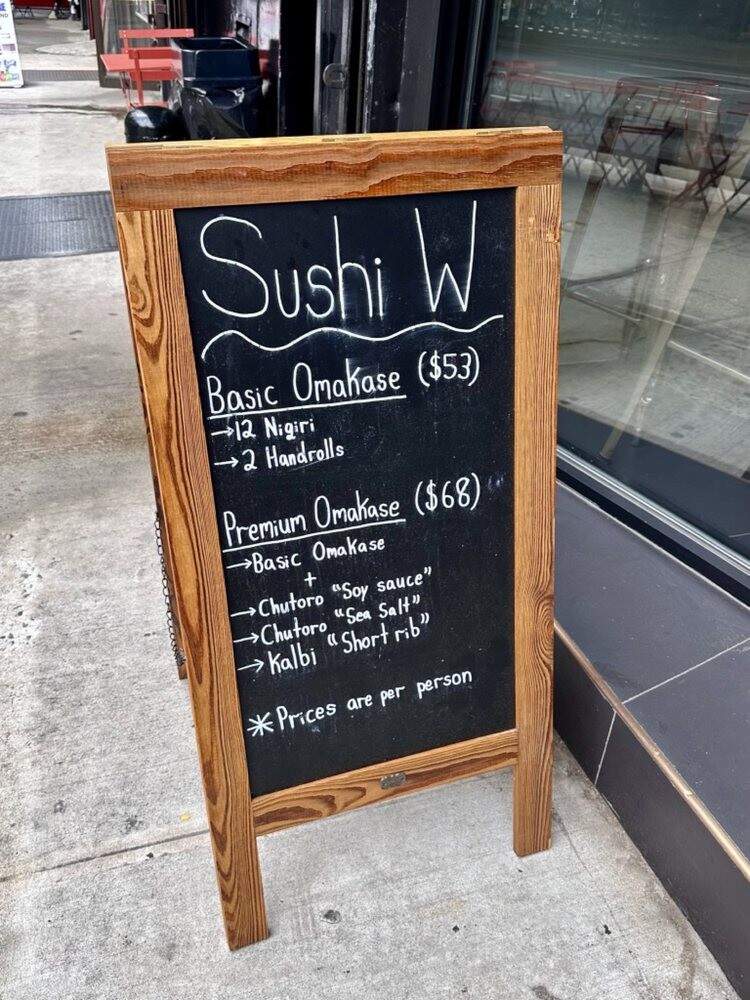 Sushi W
Basic Omakase ($53)
→12 Nigiri
→2 Handrolls
Premium Omakase ($68)
→Basic Omakase
+
→Chutoro "Soy sauce"
→Chutoro "Sea Salt"
→Kalbi "Short rib"
*Prices are per person